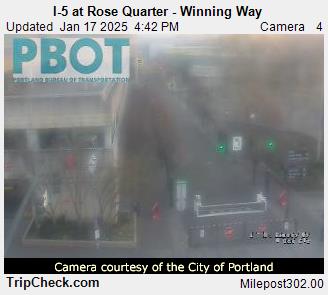 I-5 at Rose Quarter - Winning Way
Updated Jan 17 2025 4:42 PM Camera 4
PBOT
PORTLAND BUREAU OF TRANSPORTATION
Camera courtesy of the City of Portland
TripCheck.com Milepost302.00